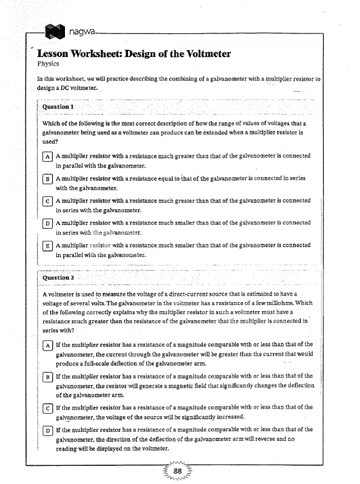 nagwa
Lesson Worksheet: Design of the Voltmeter
Physics
In this worksheet, we will practice describing the combining of a galvanometer with a multiplier resistor to
design a DC voltmeter.
Question 1
Which of the following is the most correct description of how the range of values of voltages that a
galvanometer being used as a voltmeter can produce can be extended when a multiplier resistor is
used?
A A multiplier resistor with a resistance much greater than that of the galvanometer is connected
in parallel with the galvanometer.
B A multiplier resistor with a resistance equal to that of the galvanometer is connected in series
with the galvanometer.
C A multiplier resistor with a resistance much greater than that of the galvanometer is connected
in series with the galvanometer.
D A multiplier resistor with a resistance much smaller than that of the galvanometer is connected
in series with the galvanometer.
E A multiplier resistor with a resistance much smaller than that of the galvanometer is connected
in parallel with the galvanometer.
Question 2
A voltmeter is used to measure the voltage of a direct-current source that is estimated to have a
voltage of several volts. The galvanometer in the voltmeter has a resistance of a few milliohms. Which
of the following correctly explains why the multiplier resistor in such a voltmeter must have a
resistance much greater than the resistance of the galvanometer that the multiplier is connected in
series with?
A If the multiplier resistor has a resistance of a magnitude comparable with or less than that of the
galvanometer, the current through the galvanometer will be greater than the current that would
produce a full-scale deflection of the galvanometer arm.
B If the multiplier resistor has a resistance of a magnitude comparable with or less than that of the
galvanometer, the resistor will generate a magnetic field that significantly changes the deflection
of the galvanometer arm.
C If the multiplier resistor has a resistance of a magnitude comparable with or less than that of the
galvanometer, the voltage of the source will be significantly increased.
D If the multiplier resistor has a resistance of a magnitude comparable with or less than that of the
galvanometer, the direction of the deflection of the galvanometer arm will reverse and no
reading will be displayed on the voltmeter.
88